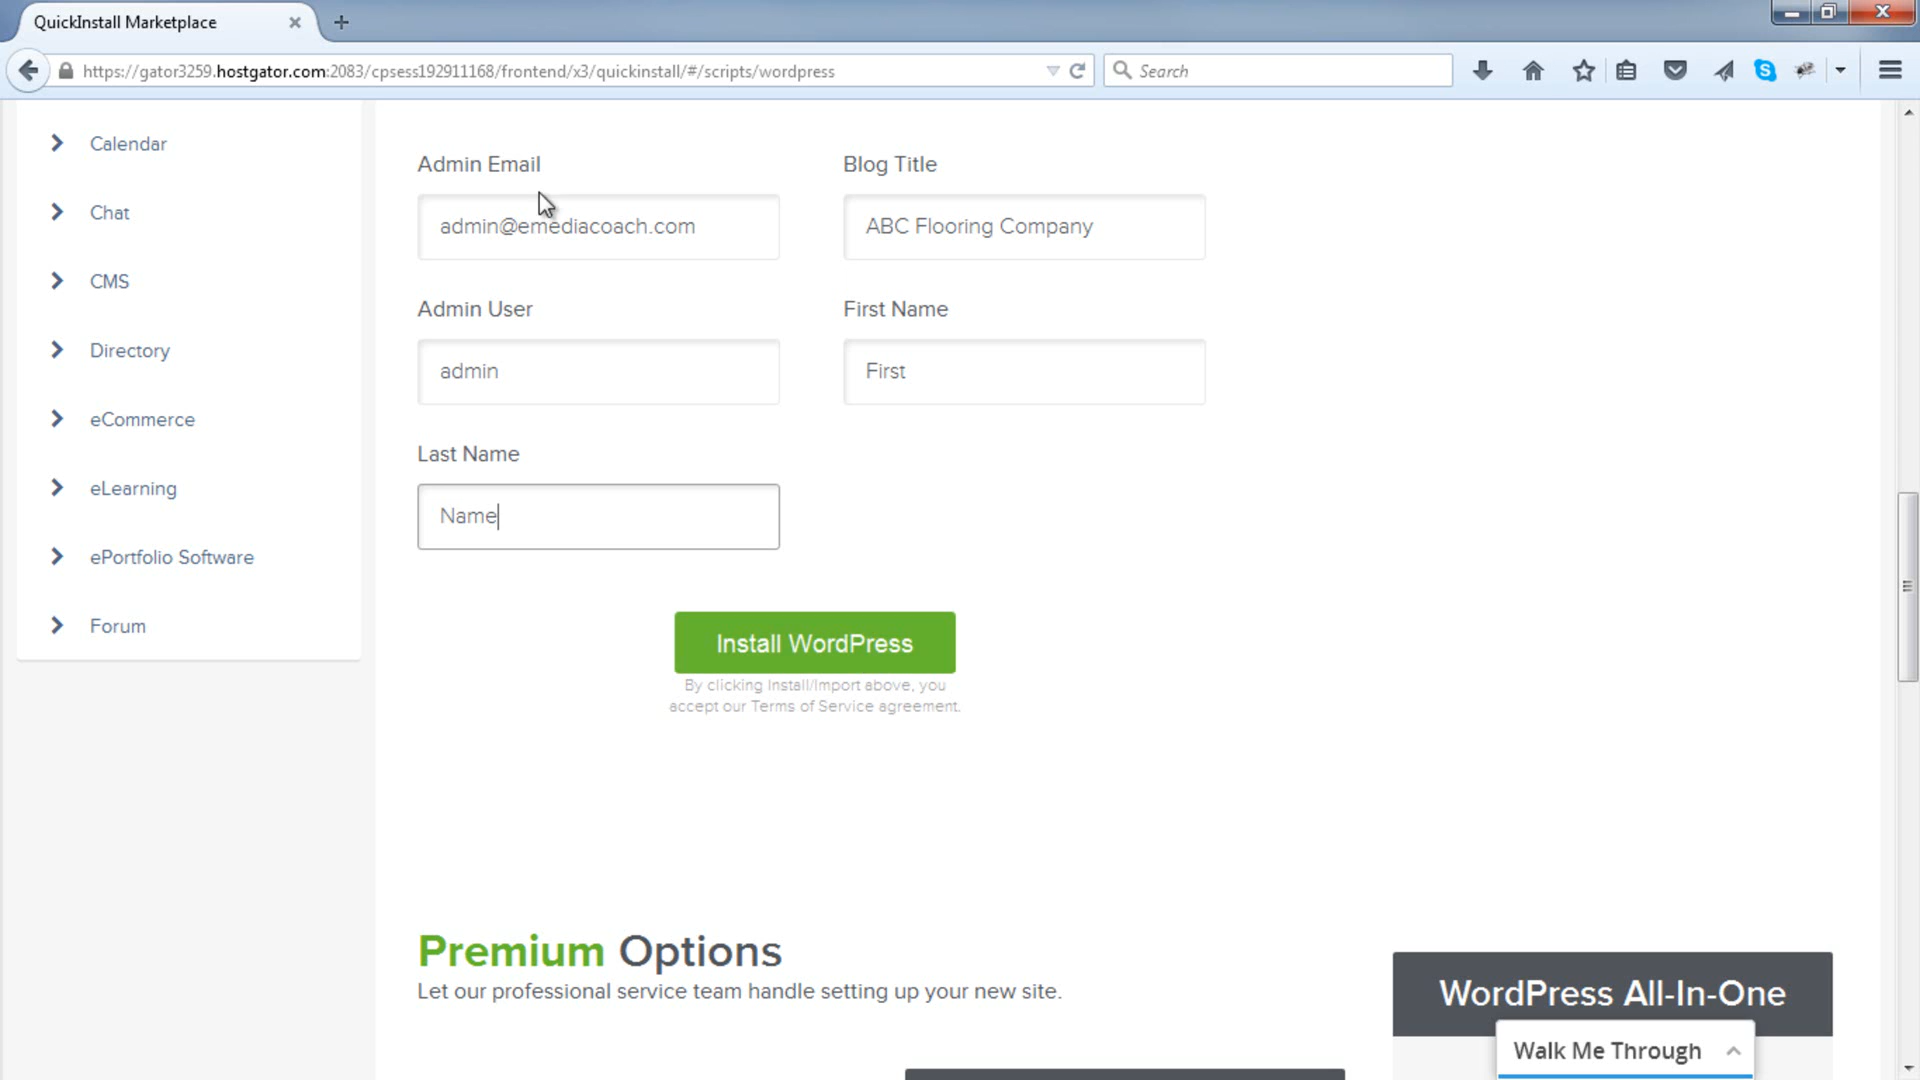 QuickInstall Marketplace
https://gator3259.hostgator.com:2083/cpsess192911168/frontend/x3/quickinstall/#/scripts/wordpress
Search
Calendar
Chat
CMS
Directory
eCommerce
eLearning
ePortfolio Software
Forum
Admin Email
Blog Title
admin@emediacoach.com
ABC Flooring Company
Admin User
First Name
admin
First
Last Name
Name
Install WordPress
By clicking Install/Import above, you
accept our Terms of Service agreement.
Premium Options
Let our professional service team handle setting up your new site.
WordPress All-In-One
Walk Me Through